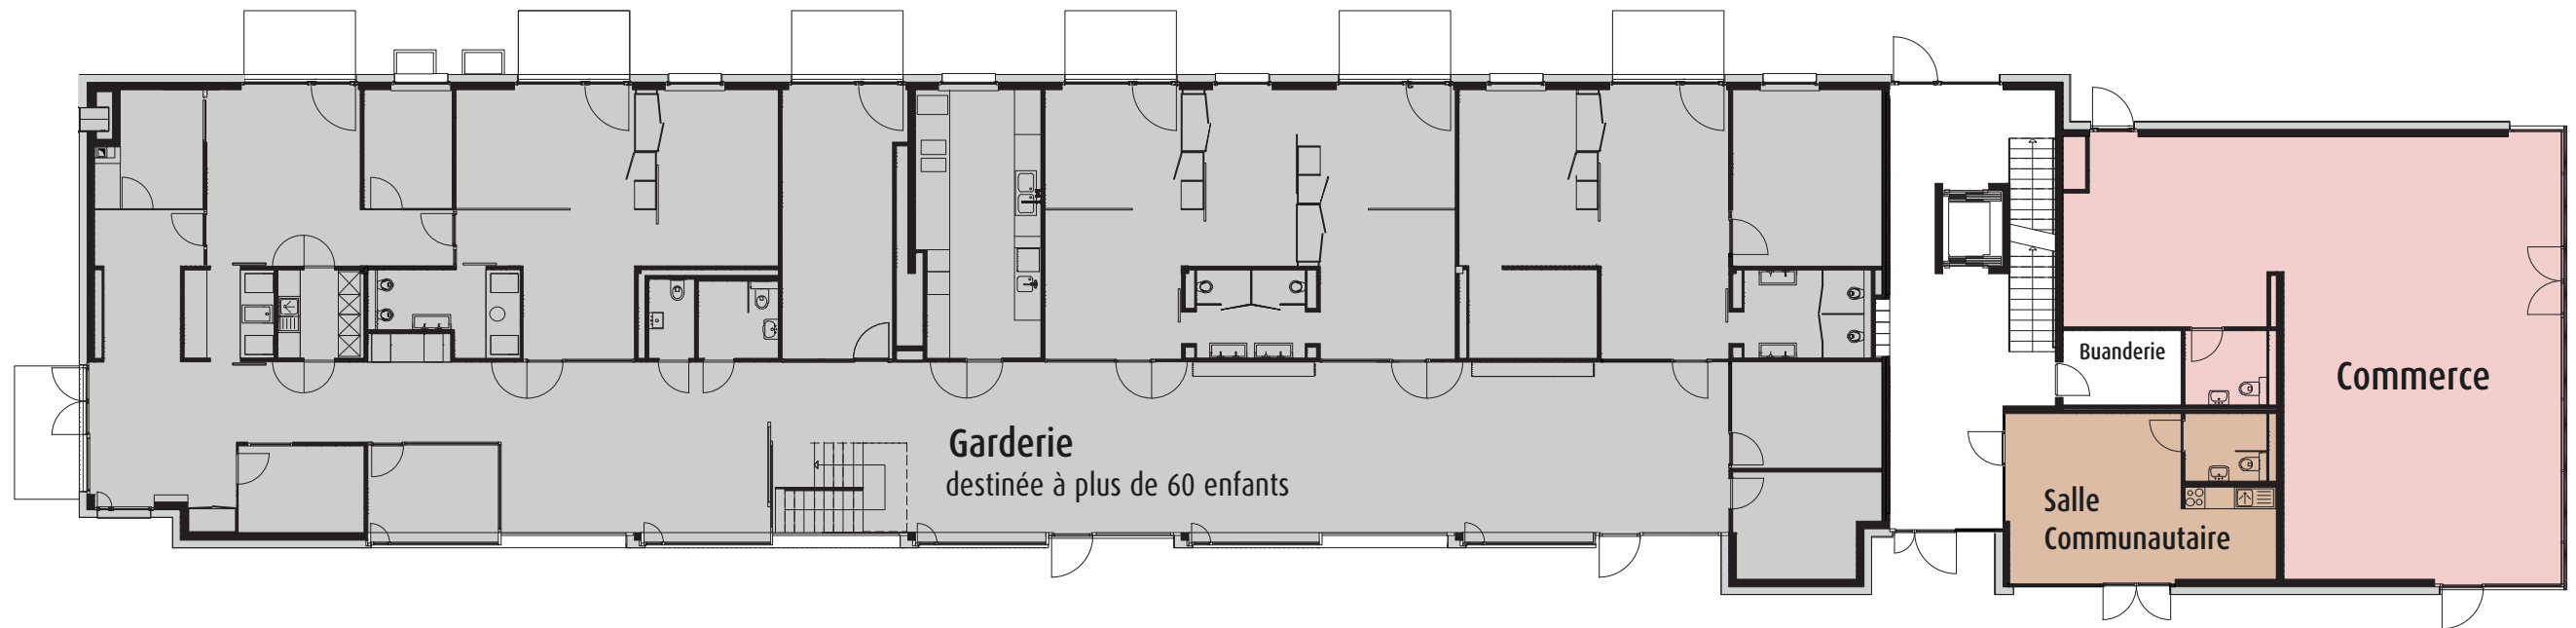 Garderie
destinée à plus de 60 enfants
Buanderie
Commerce
Salle
Communautaire